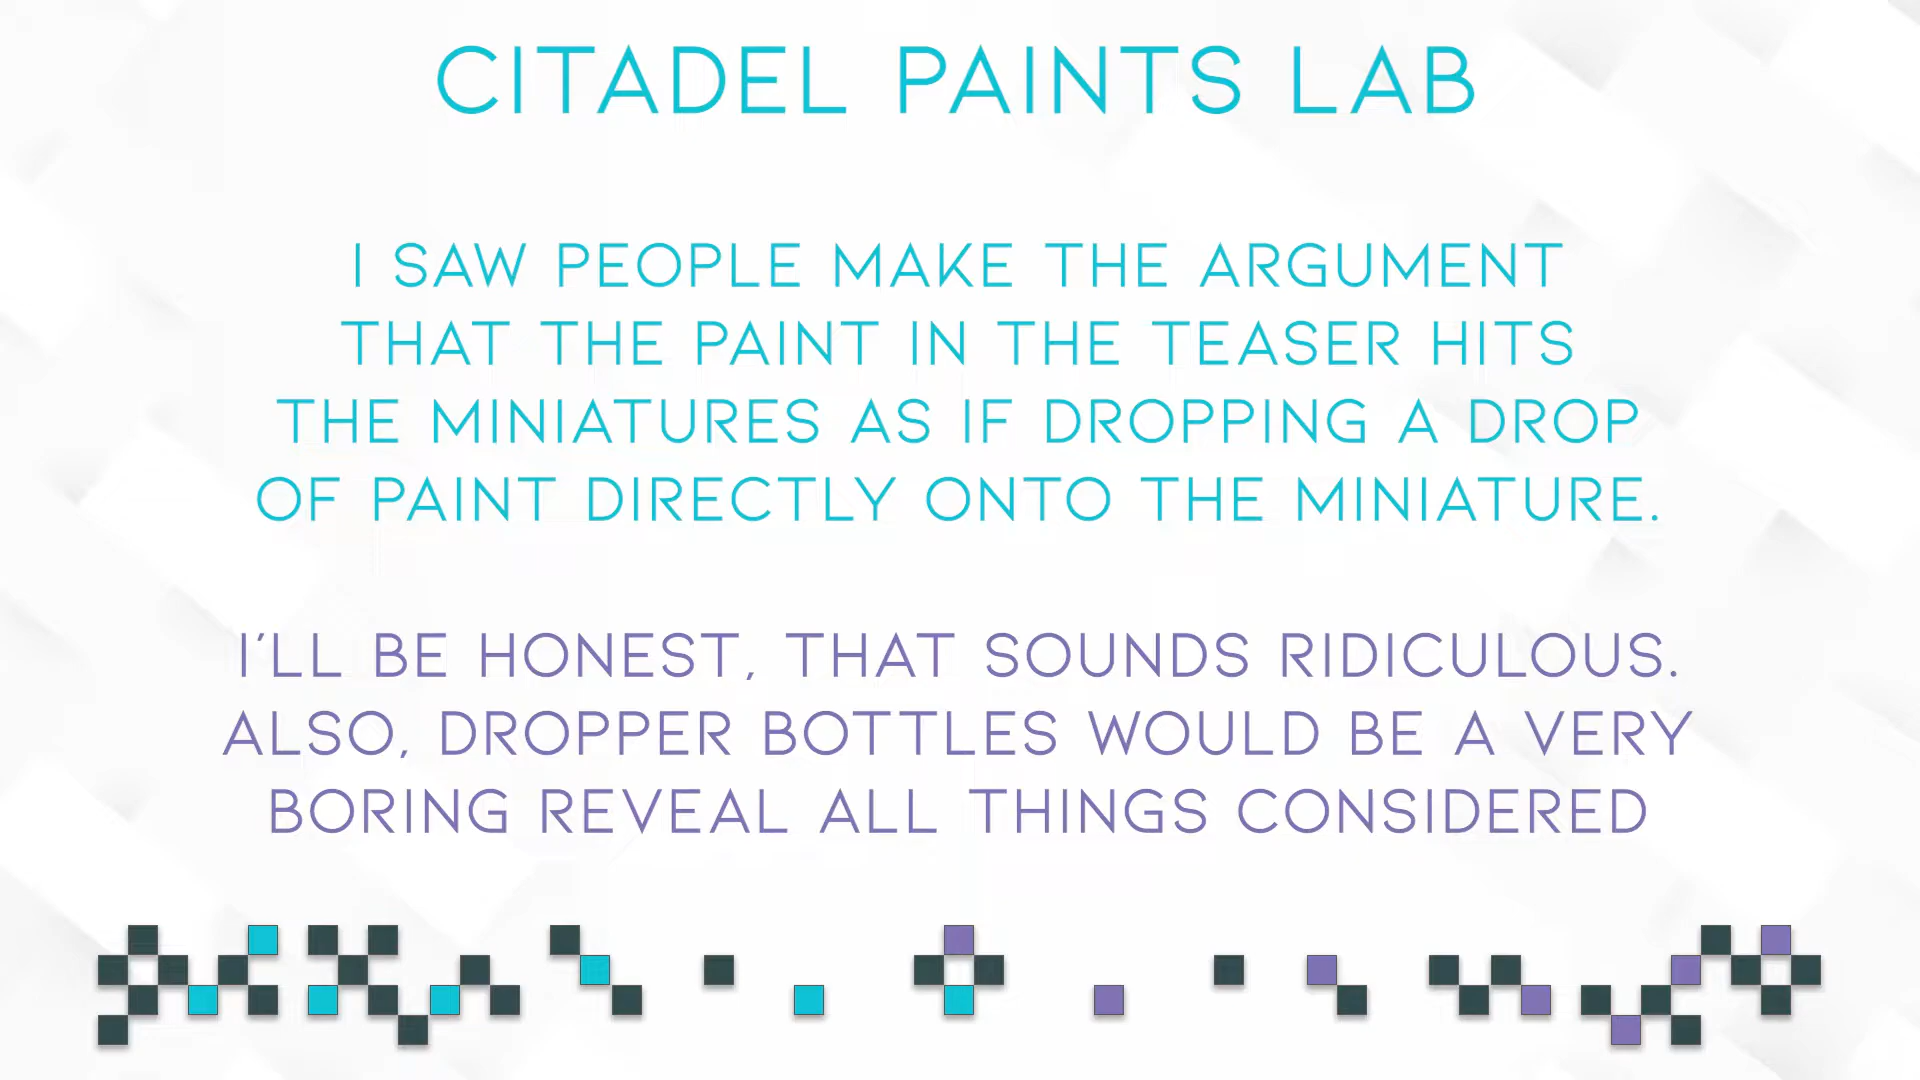 CITADEL PAINTS LAB
I SAW PEOPLE MAKE THE ARGUMENT
THAT THE PAINT IN THE TEASER HITS
THE MINIATURES AS IF DROPPING A DROP
OF PAINT DIRECTLY ONTO THE MINIATURE.
I'LL BE HONEST, THAT SOUNDS RIDICULOUS.
ALSO, DROPPER BOTTLES WOULD BE A VERY
BORING REVEAL ALL THINGS CONSIDERED